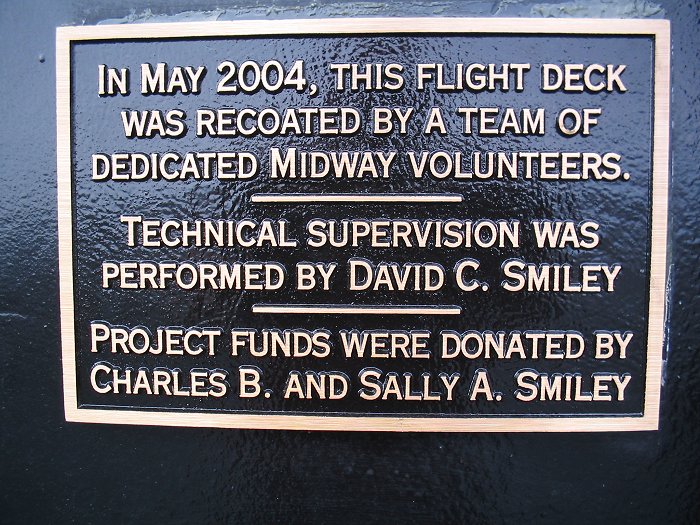 In May 2004, this flight deck
was recoated by a team of
dedicated Midway volunteers.
Technical supervision was
performed by David C. Smiley
Project funds were donated by
Charles B. and Sally A. Smiley